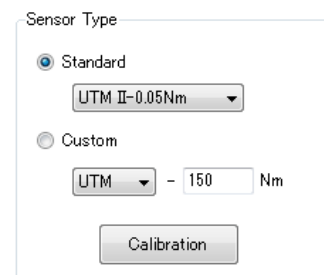 Sensor Type
Standard
UTM Ⅱ-0.05Nm
Custom
UTM - 150 Nm
Calibration